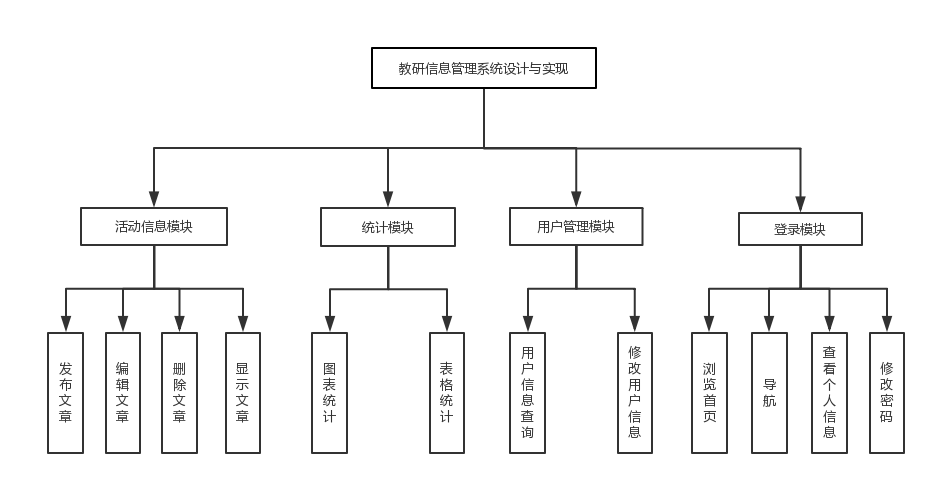 教研信息管理系统设计与实现
活动信息模块
统计模块
用户管理模块
登录模块
发布文章
编辑文章
删除文章
显示文章
图表统计
表格统计
用户信息查询
修改用户信息
浏览首页
导航
查看个人信息
修改密码